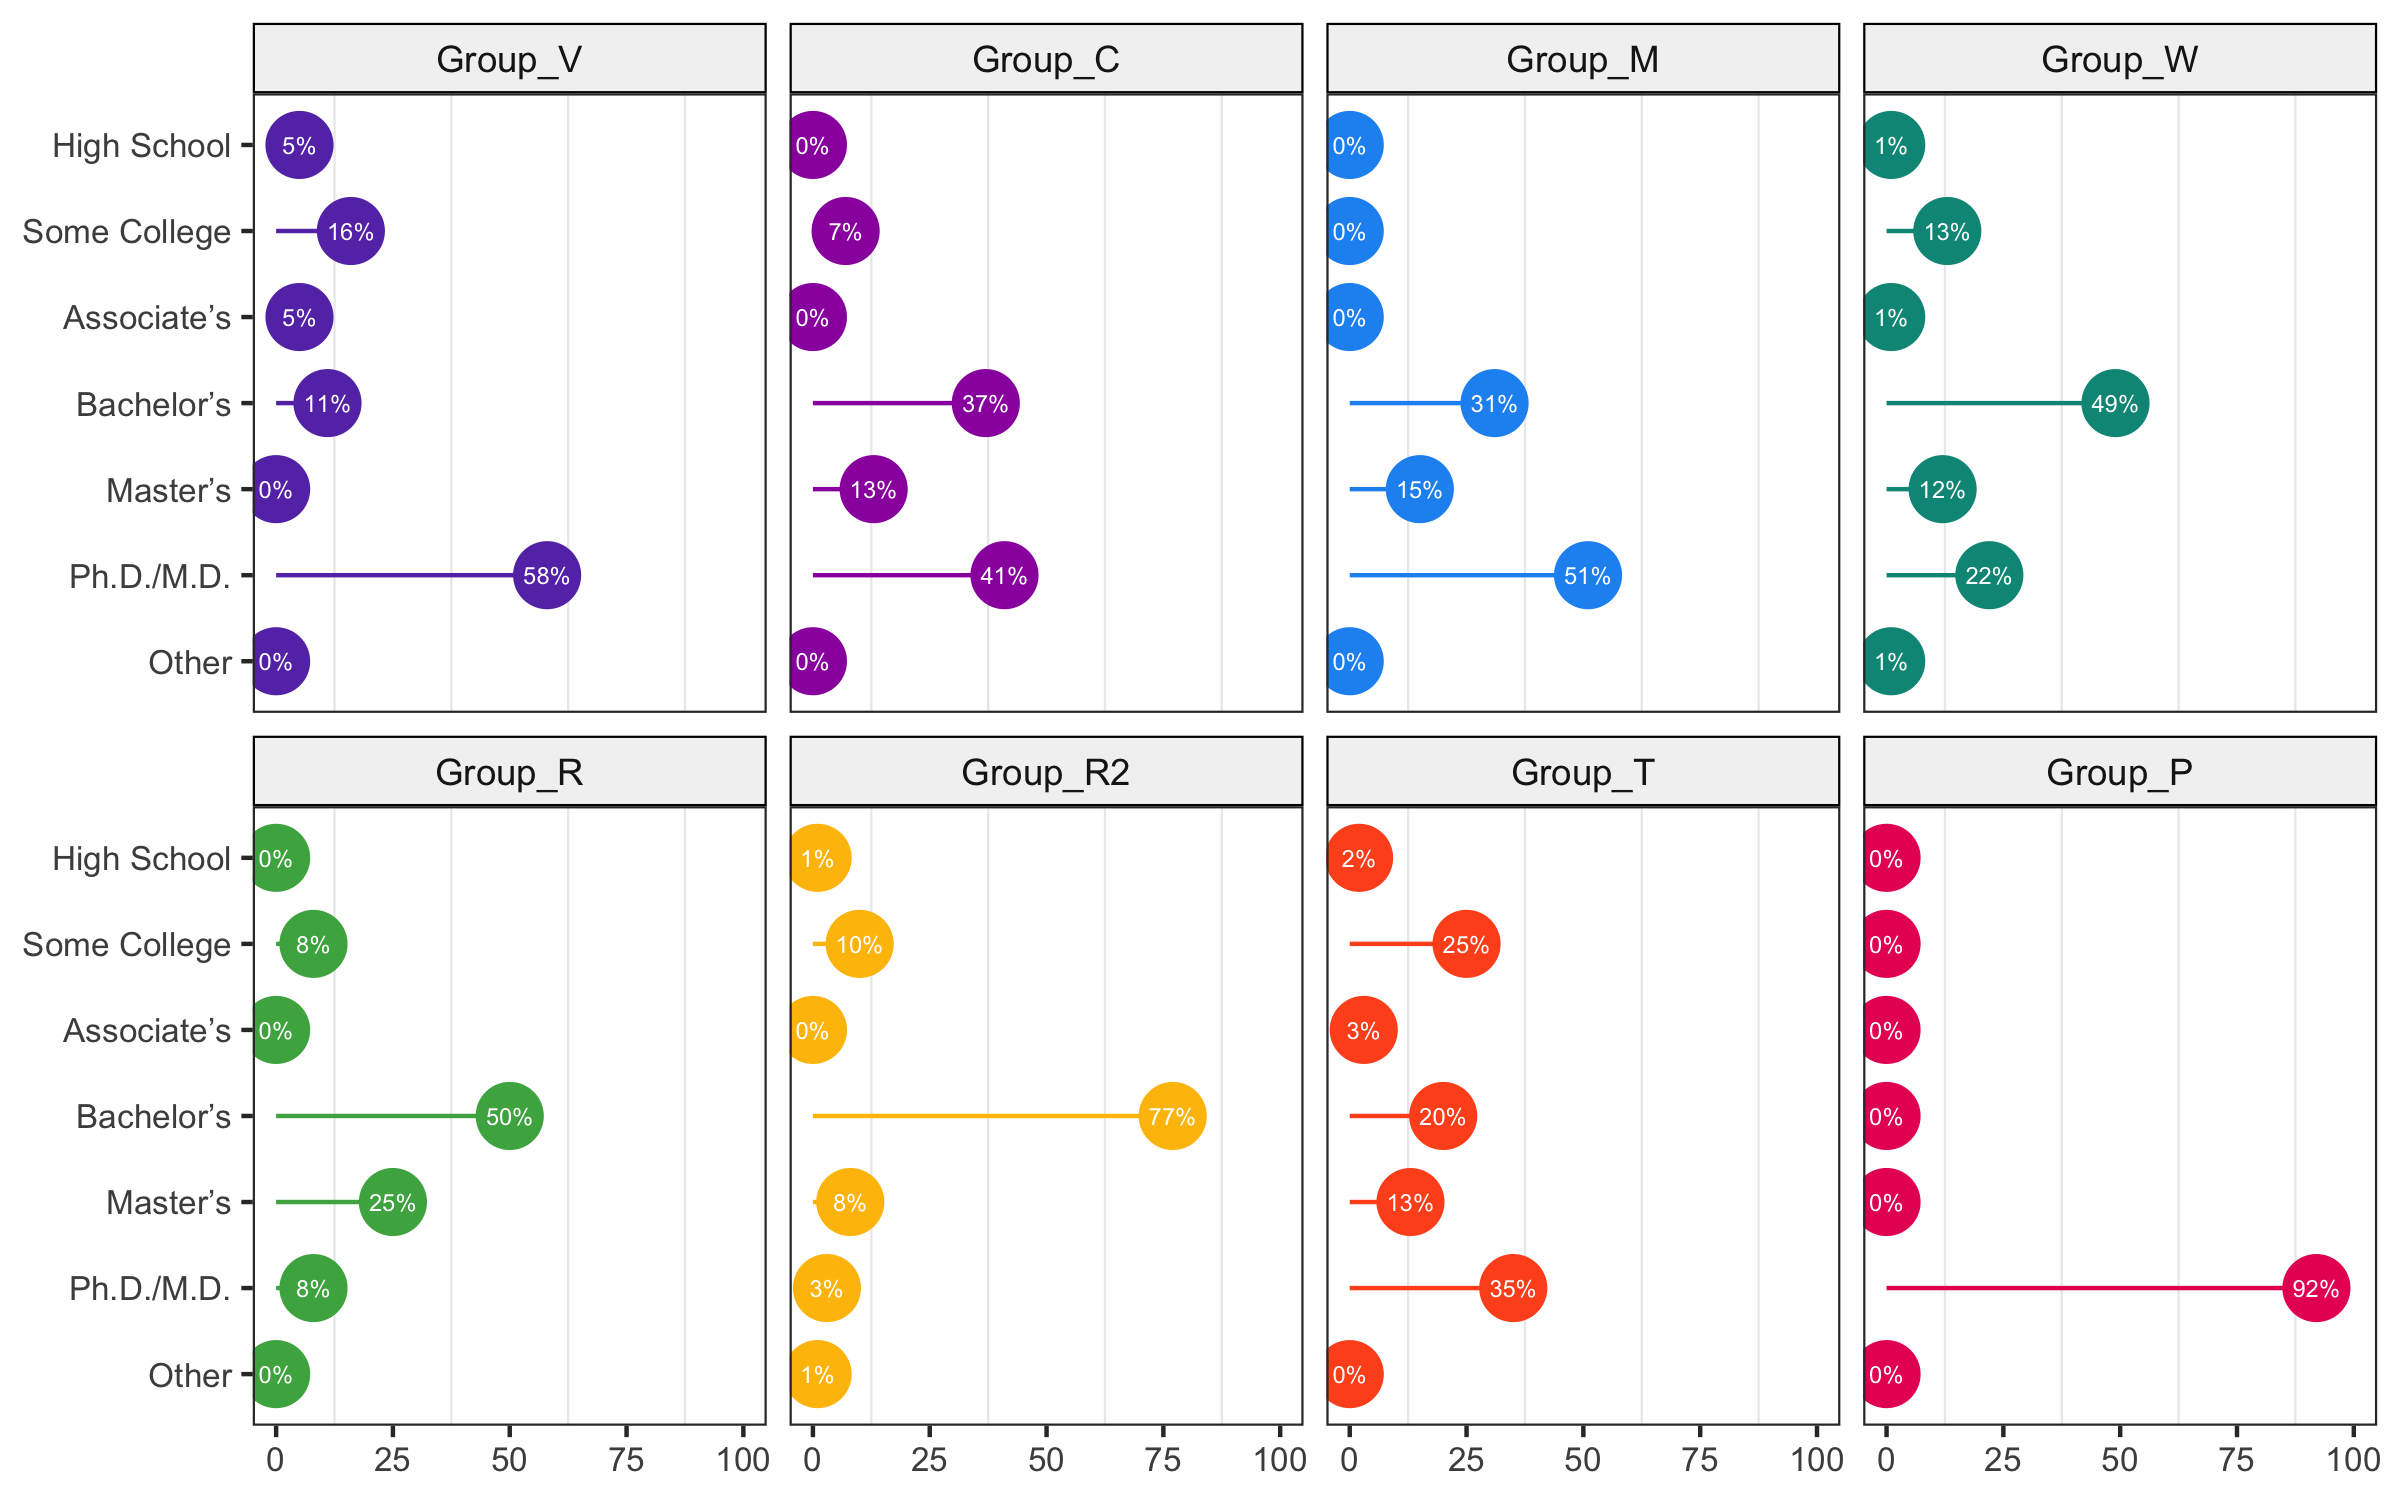 Group_V
Group_C
Group_M
Group_W
High School
5%
0%
0%
1%
Some College
16%
7%
0%
13%
Associate’s
5%
0%
0%
1%
Bachelor’s
11%
37%
31%
49%
Master’s
0%
13%
15%
12%
Ph.D./M.D.
58%
41%
51%
22%
Other
0%
0%
0%
1%
Group_R
Group_R2
Group_T
Group_P
High School
0%
1%
2%
0%
Some College
8%
10%
25%
0%
Associate’s
0%
0%
3%
0%
Bachelor’s
50%
77%
20%
0%
Master’s
25%
8%
13%
0%
Ph.D./M.D.
8%
3%
35%
92%
Other
0%
1%
0%
0%
0 25 50 75 100
0 25 50 75 100
0 25 50 75 100
0 25 50 75 100